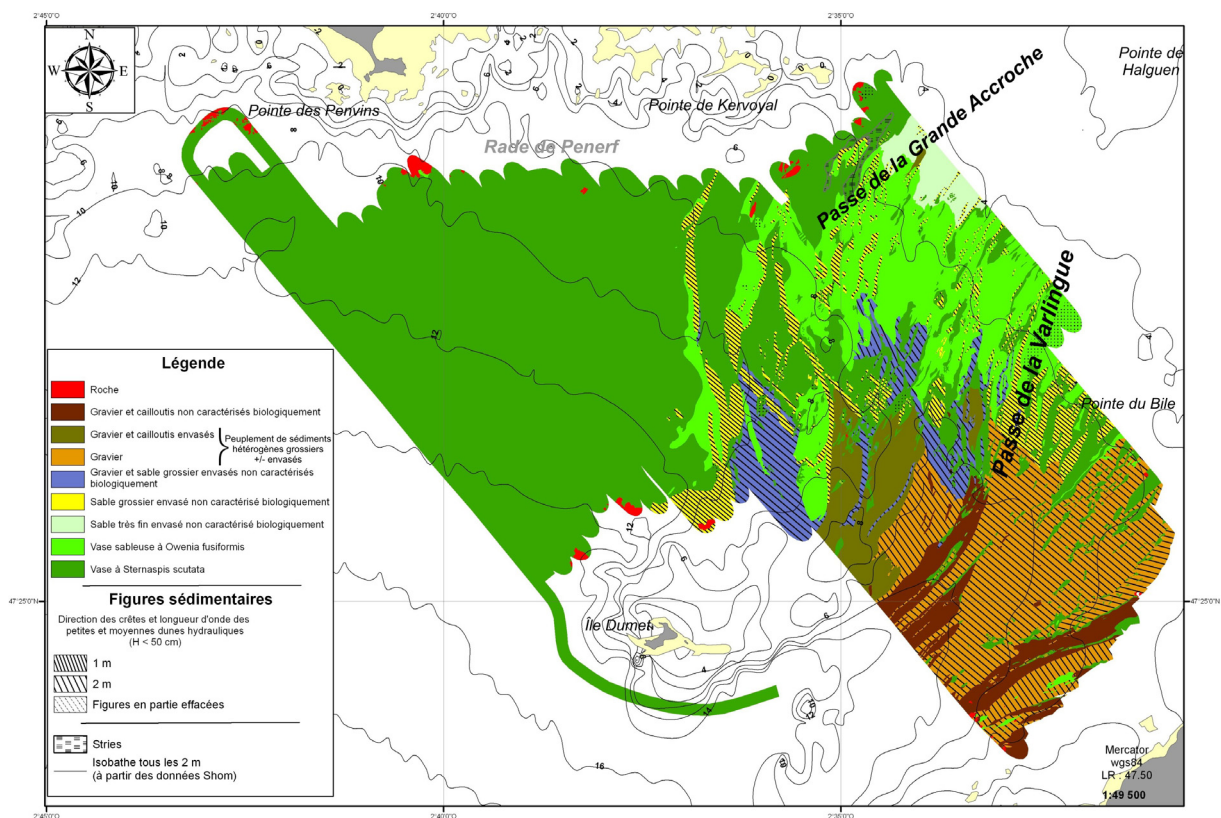 2°45'0"O
2°40'0"O
2°35'0"O
N
W E
S
Pointe des Penvins
Pointe de Kervoyal
Rade de Penerf
Pointe de
Halguen
Passe de la Grande Accroche
Passe de la Varlingue
Pointe du Bile
Île Dumet
Légende
Roche
Gravier et cailloutis non caractérisés biologiquement
Gravier et cailloutis envasés
Gravier
Peuplement de sédiments
hétérogènes grossiers
+/- envasés
Gravier et sable grossier envasés non caractérisés
biologiquement
Sable grossier envasé non caractérisé biologiquement
Sable très fin envasé non caractérisé biologiquement
Vase sableuse à Owenia fusiformis
Vase à Sternaspis scutata
Figures sédimentaires
Direction des crêtes et longueur d'onde des
petites et moyennes dunes hydrauliques
(H < 50 cm)
1 m
2 m
Figures en partie effacées
Stries
Isobathe tous les 2 m
(à partir des données Shom)
47°25'0"N
47°25'0"N
Mercator
wgs84
LR : 47.50
1:49 500
2°45'0"O
2°40'0"O
2°35'0"O